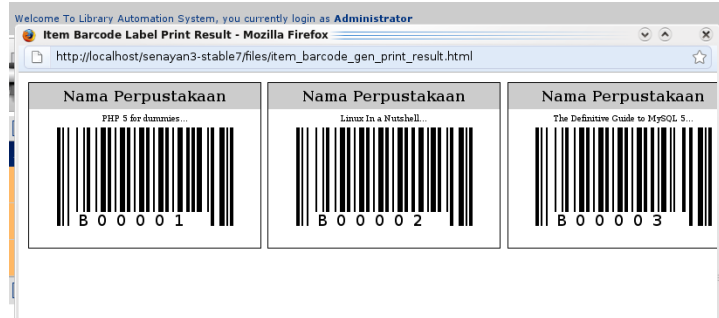 Welcome To Library Automation System, you currently login as Administrator
Item Barcode Label Print Result - Mozilla Firefox
http://localhost/senayan3-stable7/files/item_barcode_gen_print_result.html
Nama Perpustakaan
PHP 5 for dummies...
B00001
Nama Perpustakaan
Linux In a Nutshell...
B00002
Nama Perpustakaan
The Definitive Guide to MySQL 5...
B00003